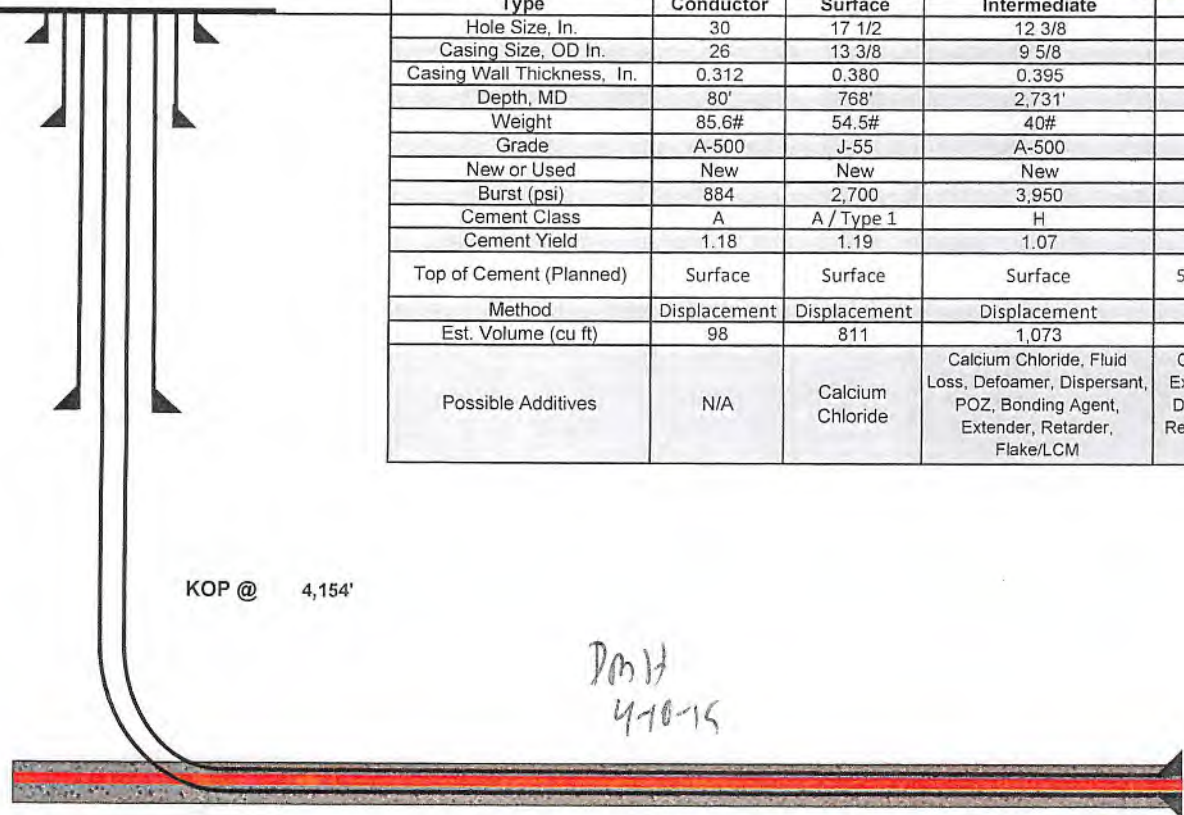 Type Conductor Surface Intermediate
Hole Size, In. 30 17 1/2 12 3/8
Casing Size, OD In. 26 13 3/8 9 5/8
Casing Wall Thickness, In. 0.312 0.380 0.395
Depth, MD 80' 768' 2,731'
Weight 85.6# 54.5# 40#
Grade A-500 J-55 A-500
New or Used New New New
Burst (psi) 884 2,700 3,950
Cement Class A A / Type 1 H
Cement Yield 1.18 1.19 1.07
Top of Cement (Planned) Surface Surface Surface
Method Displacement Displacement Displacement
Est. Volume (cu ft) 98 811 1,073
Possible Additives N/A
Calcium
Chloride
Calcium Chloride, Fluid
Loss, Defoamer, Dispersant,
POZ, Bonding Agent,
Extender, Retarder,
Flake/LCM
KOP @ 4,154'